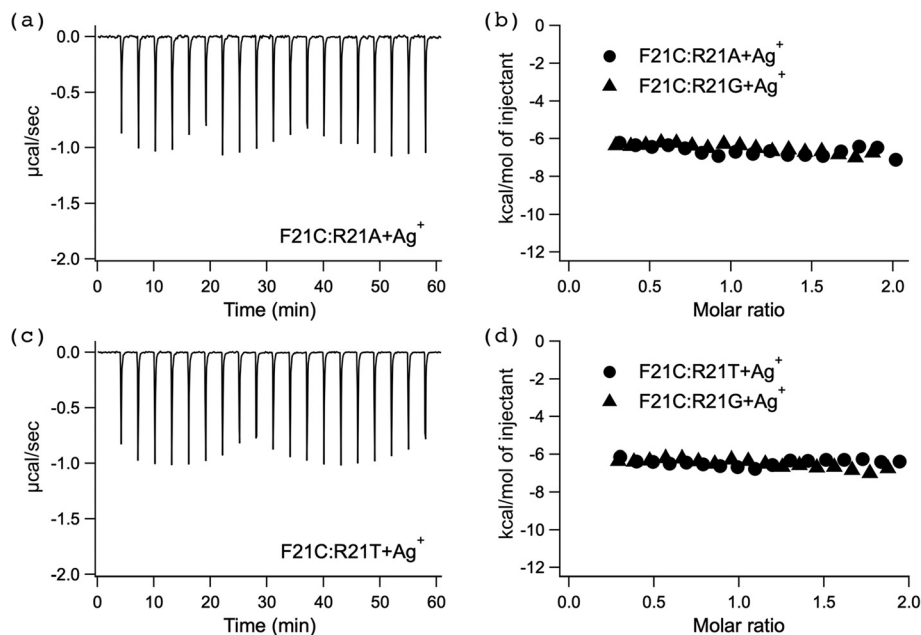 (a)
0.0
-0.5
-1.0
-1.5
-2.0
µcal/sec
F21C:R21A+Ag⁺
0 10 20 30 40 50 60
Time (min)
(b)
0
-2
-4
-6
-8
-10
-12
kcal/mol of injectant
F21C:R21A+Ag⁺
F21C:R21G+Ag⁺
0.0 0.5 1.0 1.5 2.0
Molar ratio
(c)
0.0
-0.5
-1.0
-1.5
-2.0
µcal/sec
F21C:R21T+Ag⁺
0 10 20 30 40 50 60
Time (min)
(d)
0
-2
-4
-6
-8
-10
-12
kcal/mol of injectant
F21C:R21T+Ag⁺
F21C:R21G+Ag⁺
0.0 0.5 1.0 1.5 2.0
Molar ratio